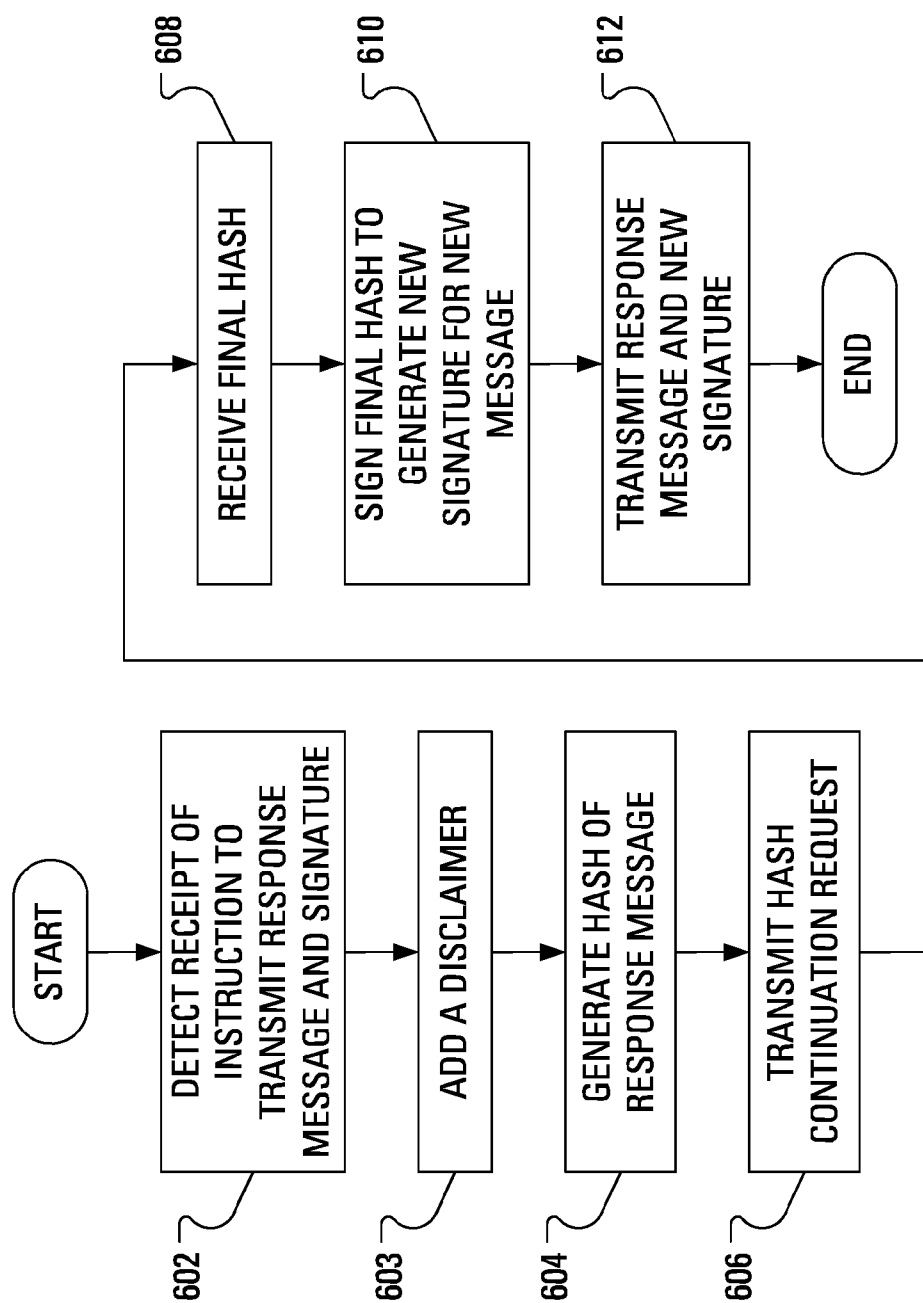 START
602
DETECT RECEIPT OF
INSTRUCTION TO
TRANSMIT RESPONSE
MESSAGE AND SIGNATURE
603
ADD A DISCLAIMER
604
GENERATE HASH OF
RESPONSE MESSAGE
606
TRANSMIT HASH
CONTINUATION REQUEST
608
RECEIVE FINAL HASH
610
SIGN FINAL HASH TO
GENERATE NEW
SIGNATURE FOR NEW
MESSAGE
612
TRANSMIT RESPONSE
MESSAGE AND NEW
SIGNATURE
END